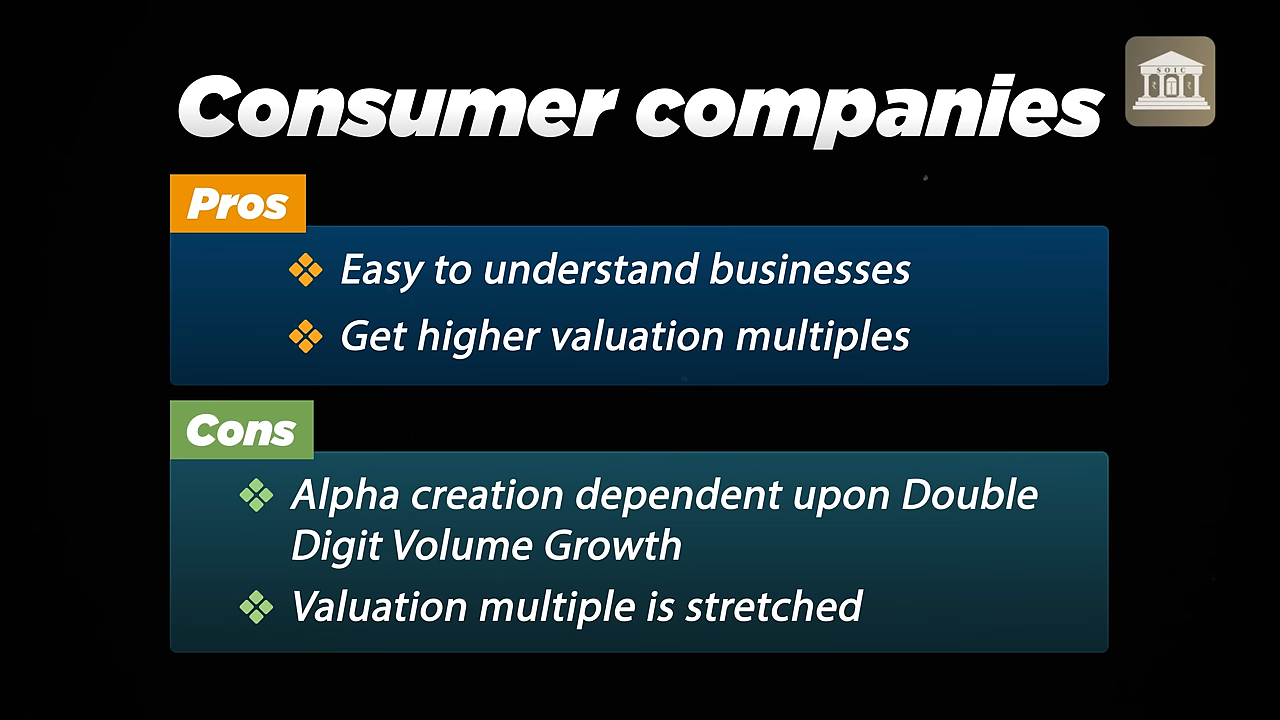 Consumer companies
SOIC
Pros
Easy to understand businesses
Get higher valuation multiples
Cons
Alpha creation dependent upon Double
Digit Volume Growth
Valuation multiple is stretched